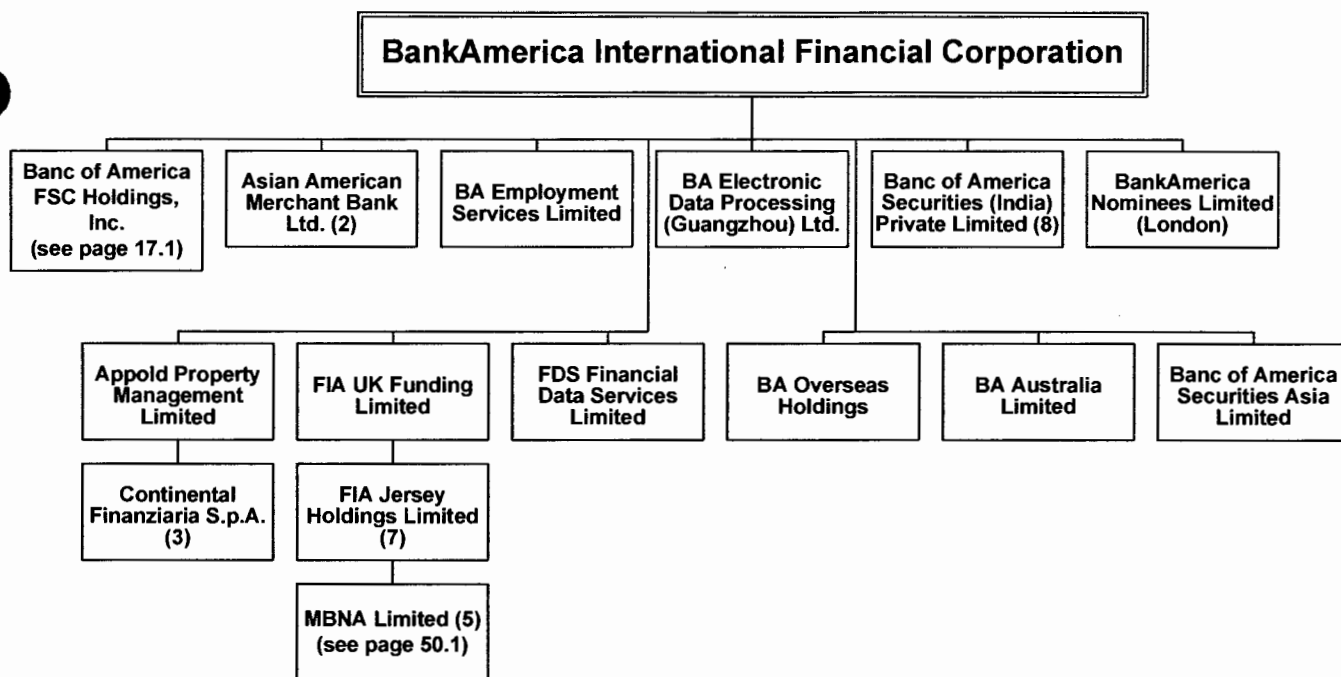 BankAmerica International Financial Corporation
Banc of America
FSC Holdings,
Inc.
(see page 17.1)
Asian American
Merchant Bank
Ltd. (2)
BA Employment
Services Limited
BA Electronic
Data Processing
(Guangzhou) Ltd.
Banc of America
Securities (India)
Private Limited (8)
BankAmerica
Nominees Limited
(London)
Appold Property
Management
Limited
FIA UK Funding
Limited
FDS Financial
Data Services
Limited
BA Overseas
Holdings
BA Australia
Limited
Banc of America
Securities Asia
Limited
Continental
Finanziaria S.p.A.
(3)
FIA Jersey
Holdings Limited
(7)
MBNA Limited (5)
(see page 50.1)